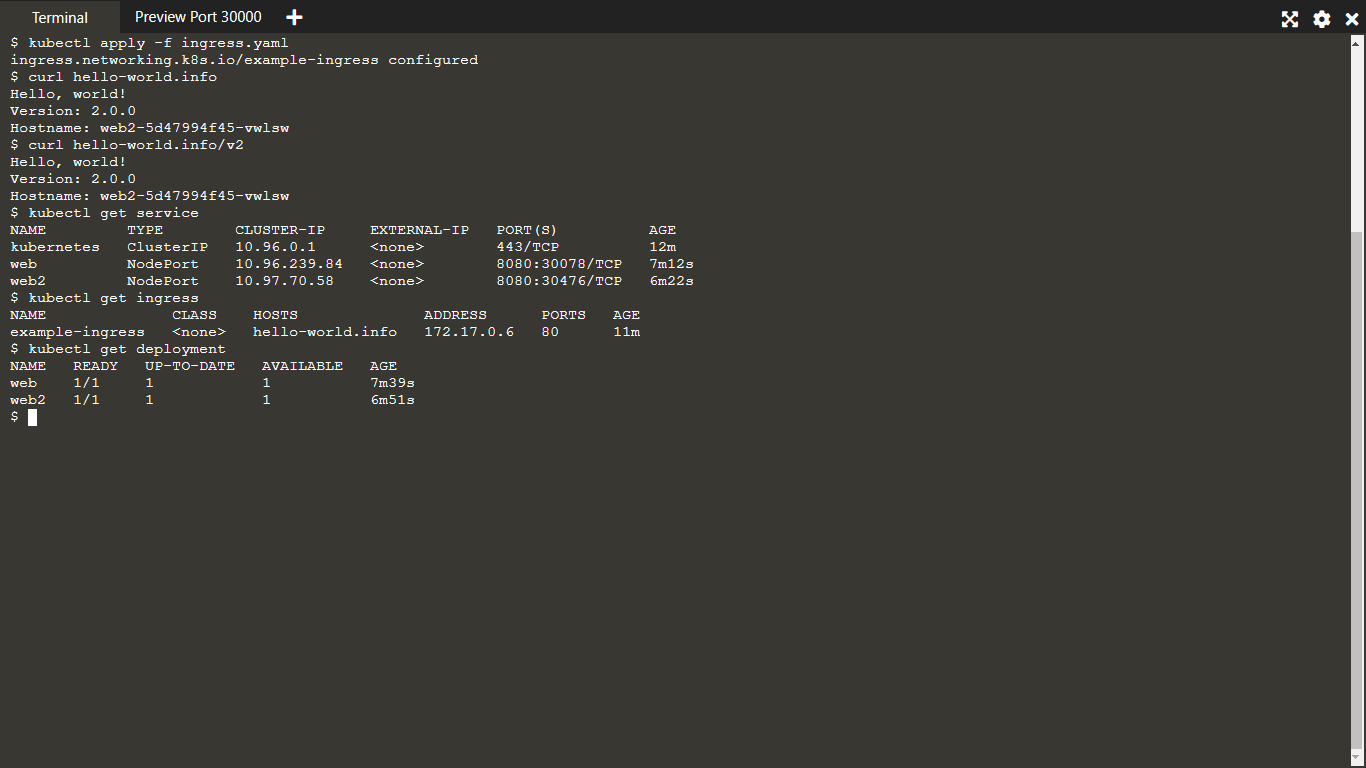 Terminal Preview Port 30000
$ kubectl apply -f ingress.yaml
ingress.networking.k8s.io/example-ingress configured
$ curl hello-world.info
Hello, world!
Version: 2.0.0
Hostname: web2-5d47994f45-vwlsw
$ curl hello-world.info/v2
Hello, world!
Version: 2.0.0
Hostname: web2-5d47994f45-vwlsw
$ kubectl get service
NAME TYPE CLUSTER-IP EXTERNAL-IP PORT(S) AGE
kubernetes ClusterIP 10.96.0.1 <none> 443/TCP 12m
web NodePort 10.96.239.84 <none> 8080:30078/TCP 7m12s
web2 NodePort 10.97.70.58 <none> 8080:30476/TCP 6m22s
$ kubectl get ingress
NAME CLASS HOSTS ADDRESS PORTS AGE
example-ingress <none> hello-world.info 172.17.0.6 80 11m
$ kubectl get deployment
NAME READY UP-TO-DATE AVAILABLE AGE
web 1/1 1 1 7m39s
web2 1/1 1 1 6m51s
$